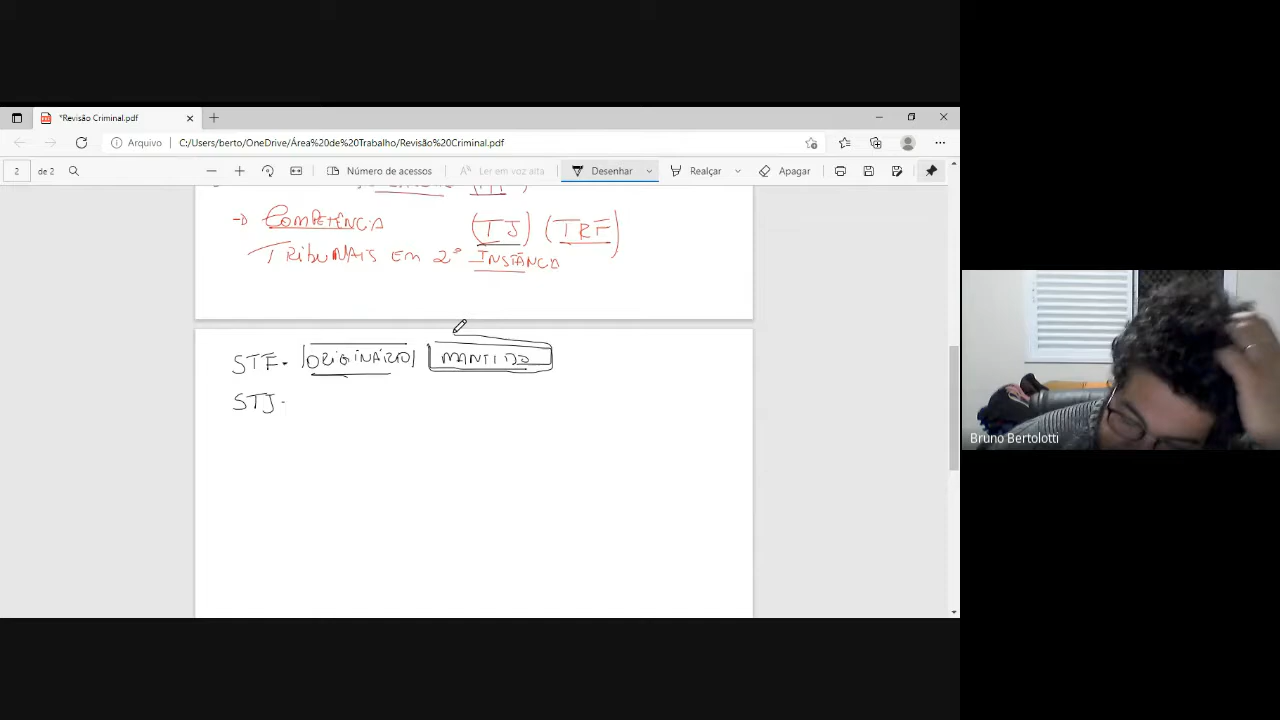 *Revisão Criminal.pdf
Arquivo C:/Users/berto/OneDrive/Área%20de%20Trabalho/Revisão%20Criminal.pdf
2 de 2 Número de acessos Ler em voz alta Desenhar Realçar Apagar
-D COMPETÊNCIA (TJ) (TRF)
TRIBUNAIS EM 2ª INSTÂNCIA
STF- |ORIGINÁRIO| MANTIDO
STJ-
Bruno Bertolotti